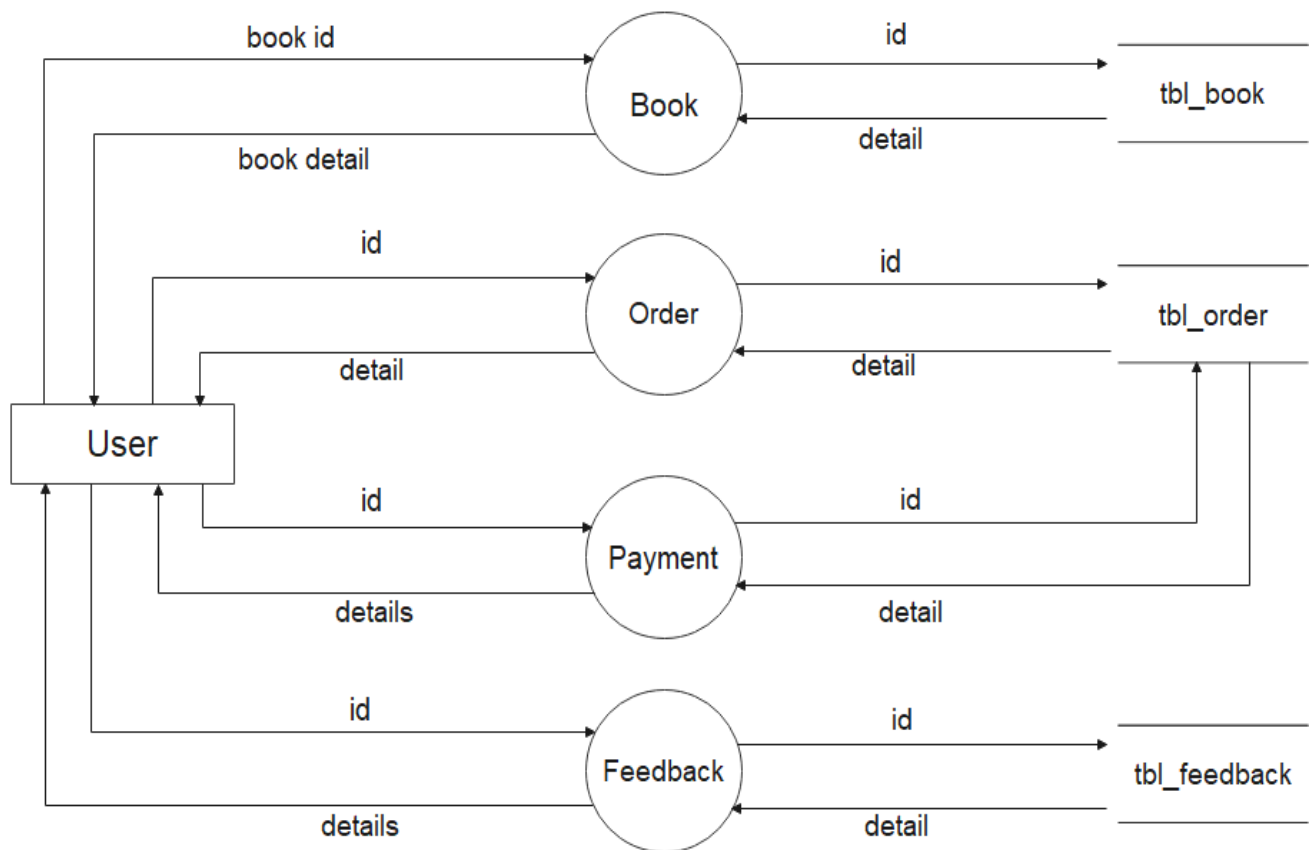 book id
id
Book
tbl_book
book detail
detail
id
id
Order
tbl_order
detail
detail
User
id
id
Payment
details
detail
id
id
Feedback
tbl_feedback
details
detail